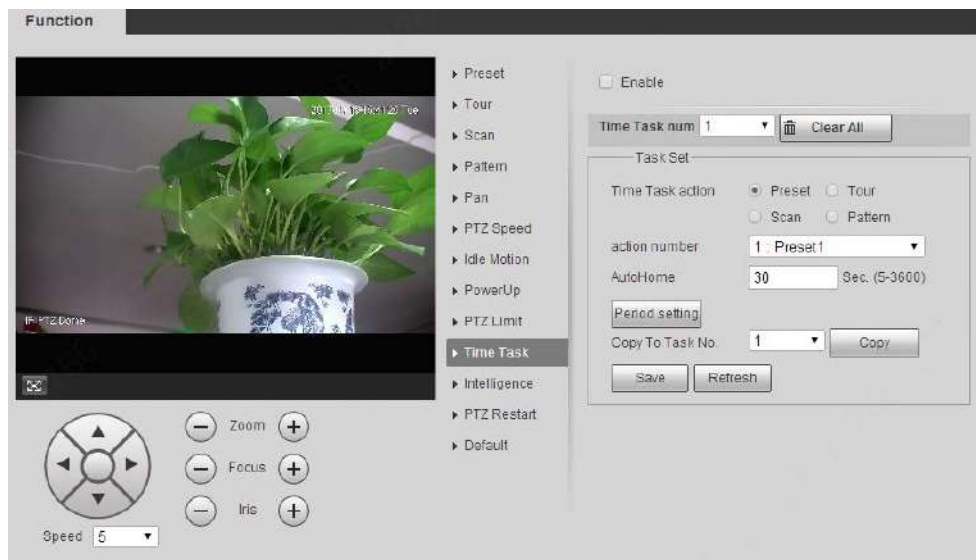 Function
IP PTZ Dome
Preset
Tour
Scan
Pattern
Pan
PTZ Speed
Idle Motion
PowerUp
PTZ Limit
Time Task
Intelligence
PTZ Restart
Default
Enable
Time Task num 1 Clear All
Task Set
Time Task action Preset Tour
Scan Pattern
action number 1 : Preset1
AutoHome 30 Sec. (5-3600)
Period setting
Copy To Task No. 1 Copy
Save Refresh
Zoom
Focus
Iris
Speed 5